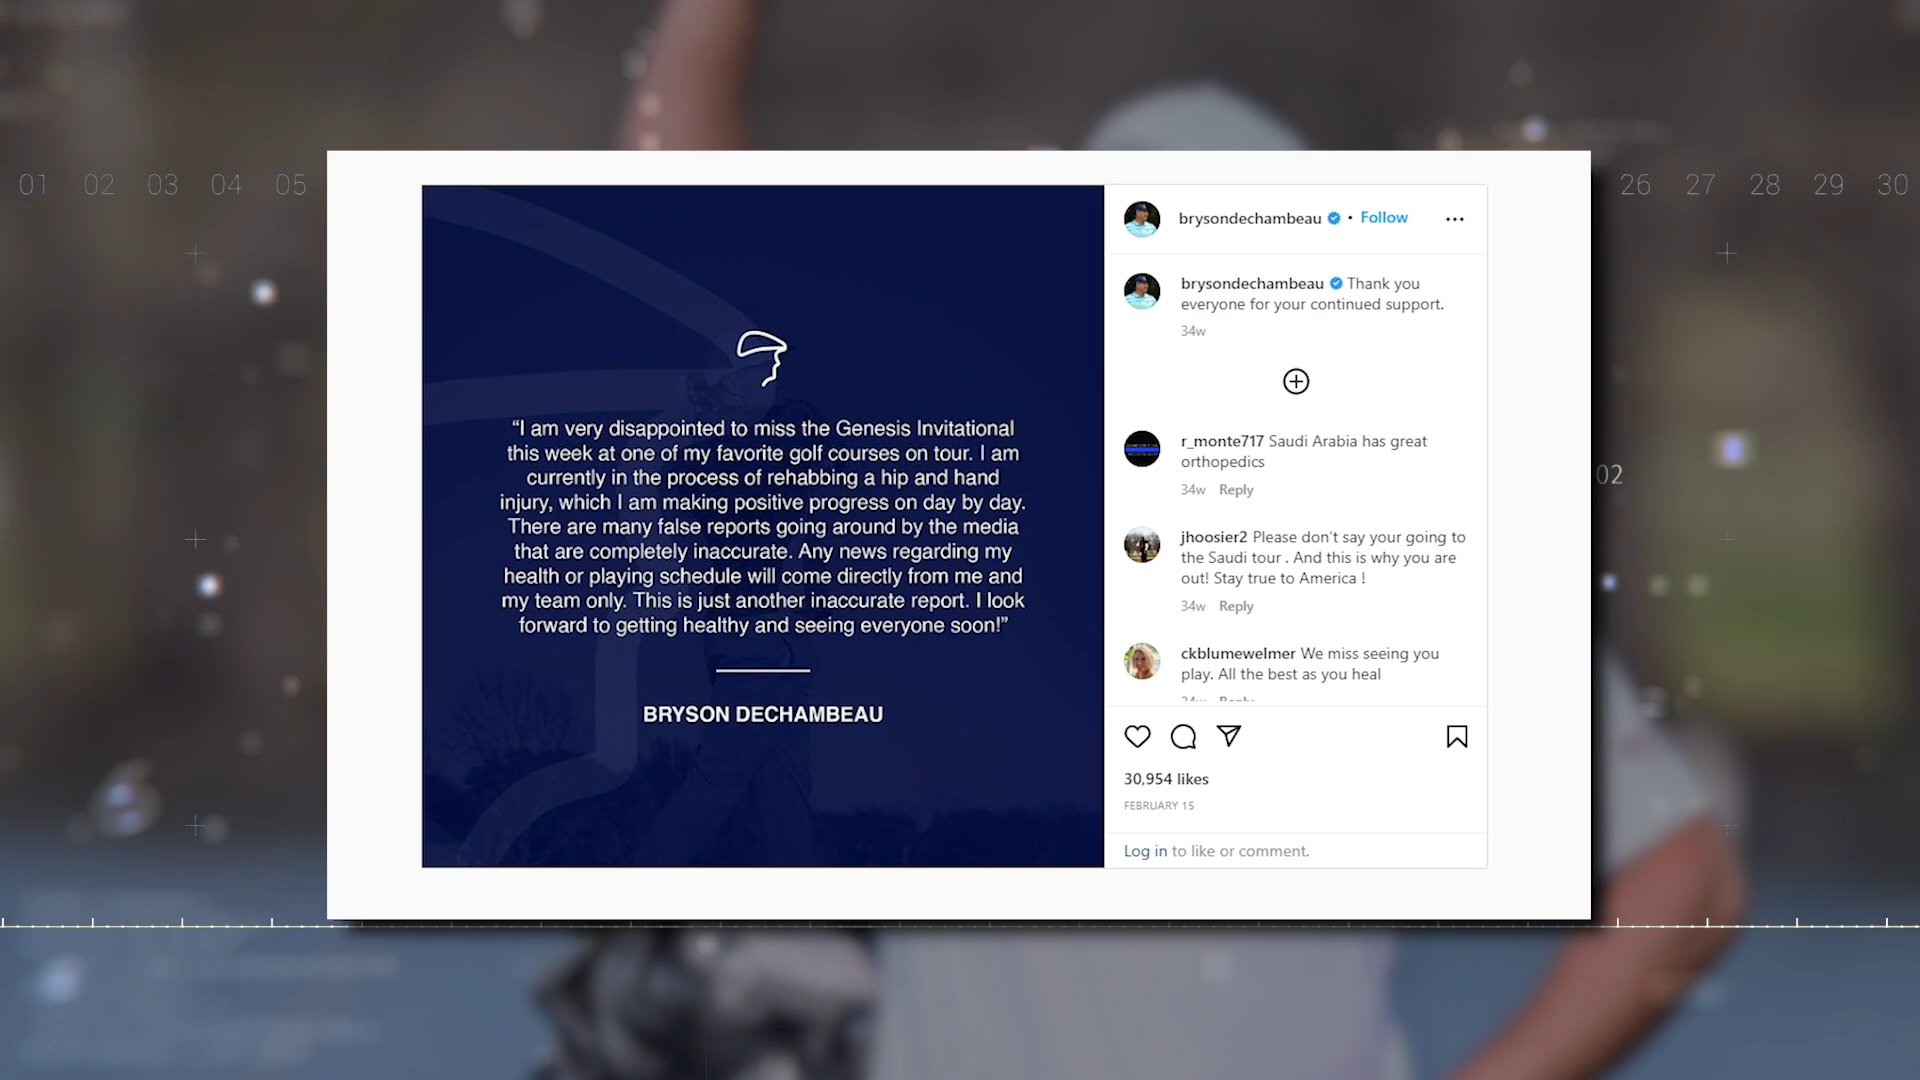 01 02 03 04 05
26 27 28 29 30
02
“I am very disappointed to miss the Genesis Invitational
this week at one of my favorite golf courses on tour. I am
currently in the process of rehabbing a hip and hand
injury, which I am making positive progress on day by day.
There are many false reports going around by the media
that are completely inaccurate. Any news regarding my
health or playing schedule will come directly from me and
my team only. This is just another inaccurate report. I look
forward to getting healthy and seeing everyone soon!”
BRYSON DECHAMBEAU
brysondechambeau • Follow
brysondechambeau Thank you
everyone for your continued support.
34w
r_monte717 Saudi Arabia has great
orthopedics
34w Reply
jhoosier2 Please don't say your going to
the Saudi tour . And this is why you are
out! Stay true to America !
34w Reply
ckblumewelmer We miss seeing you
play. All the best as you heal
34w Reply
30,954 likes
FEBRUARY 15
Log in to like or comment.